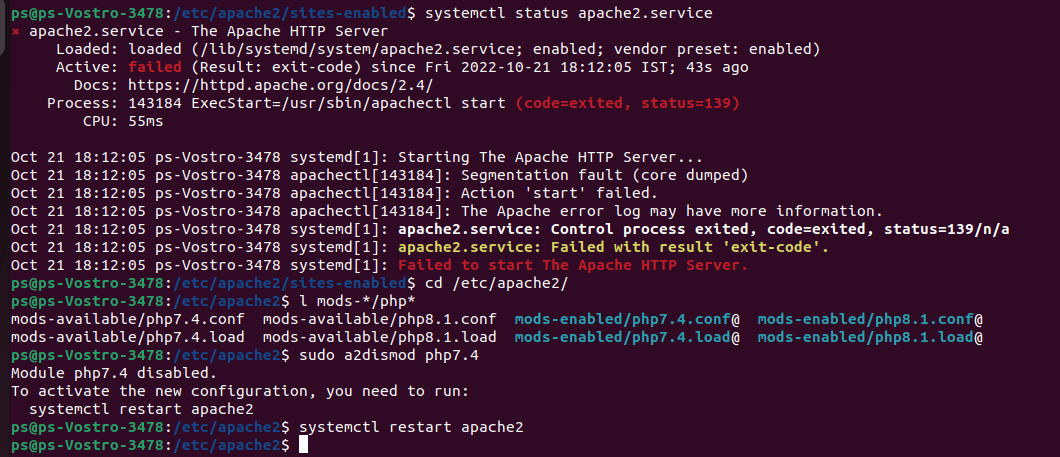 ps@ps-Vostro-3478:/etc/apache2/sites-enabled$ systemctl status apache2.service
× apache2.service - The Apache HTTP Server
     Loaded: loaded (/lib/systemd/system/apache2.service; enabled; vendor preset: enabled)
     Active: failed (Result: exit-code) since Fri 2022-10-21 18:12:05 IST; 43s ago
       Docs: https://httpd.apache.org/docs/2.4/
    Process: 143184 ExecStart=/usr/sbin/apachectl start (code=exited, status=139)
        CPU: 55ms
Oct 21 18:12:05 ps-Vostro-3478 systemd[1]: Starting The Apache HTTP Server...
Oct 21 18:12:05 ps-Vostro-3478 apachectl[143184]: Segmentation fault (core dumped)
Oct 21 18:12:05 ps-Vostro-3478 apachectl[143184]: Action 'start' failed.
Oct 21 18:12:05 ps-Vostro-3478 apachectl[143184]: The Apache error log may have more information.
Oct 21 18:12:05 ps-Vostro-3478 systemd[1]: apache2.service: Control process exited, code=exited, status=139/n/a
Oct 21 18:12:05 ps-Vostro-3478 systemd[1]: apache2.service: Failed with result 'exit-code'.
Oct 21 18:12:05 ps-Vostro-3478 systemd[1]: Failed to start The Apache HTTP Server.
ps@ps-Vostro-3478:/etc/apache2/sites-enabled$ cd /etc/apache2/
ps@ps-Vostro-3478:/etc/apache2$ l mods-*/php*
mods-available/php7.4.conf  mods-available/php8.1.conf  mods-enabled/php7.4.conf@  mods-enabled/php8.1.conf@
mods-available/php7.4.load  mods-available/php8.1.load  mods-enabled/php7.4.load@  mods-enabled/php8.1.load@
ps@ps-Vostro-3478:/etc/apache2$ sudo a2dismod php7.4
Module php7.4 disabled.
To activate the new configuration, you need to run:
  systemctl restart apache2
ps@ps-Vostro-3478:/etc/apache2$ systemctl restart apache2
ps@ps-Vostro-3478:/etc/apache2$